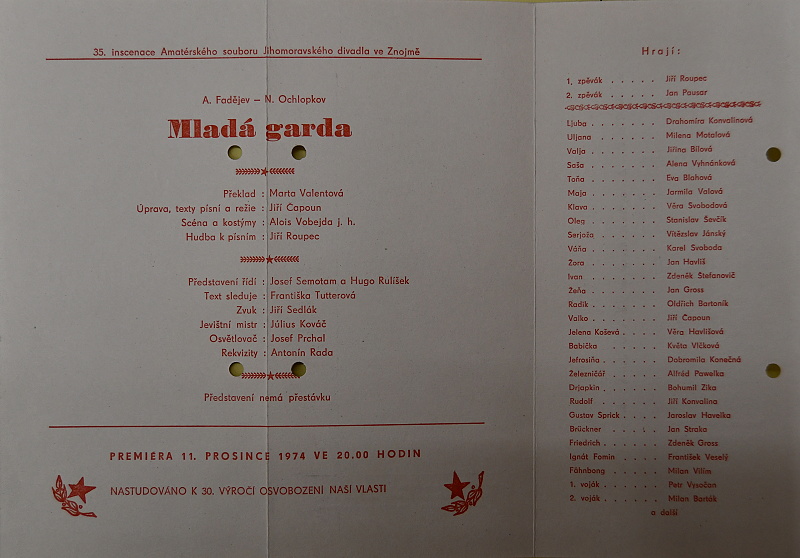 35. inscenace Amatérského souboru Jihomoravského divadla ve Znojmě
A. Fadějev — N. Ochlopkov
Mladá garda
Překlad : Marta Valentová
Úprava, texty písní a režie : Jiří Čapoun
Scéna a kostýmy : Alois Vobejda j. h.
Hudba k písním : Jiří Roupec
Představení řídí : Josef Semotam a Hugo Rulíšek
Text sleduje : Františka Tutterová
Zvuk : Jiří Sedlák
Jevištní mistr : Július Kováč
Osvětlovač : Josef Prchal
Rekvizity : Antonín Rada
Představení nemá přestávku
PREMIÉRA 11. PROSINCE 1974 VE 20.00 HODIN
NASTUDOVÁNO K 30. VÝROČÍ OSVOBOZENÍ NAŠÍ VLASTI
Hrají:
1. zpěvák . . . . . Jiří Roupec
2. zpěvák . . . . . Jan Pausar
Ljuba . . . . . . . Drahomíra Konvalinová
Uljana . . . . . . Milena Motalová
Valja . . . . . . . Jiřina Bílová
Saša . . . . . . . Alena Vyhnánková
Toňa . . . . . . . Eva Blahová
Maja . . . . . . . Jarmila Valová
Klava . . . . . . . Věra Svobodová
Oleg . . . . . . . Stanislav Ševčík
Serjoža . . . . . . Vítězslav Jánský
Váňa . . . . . . . Karel Svoboda
Žora . . . . . . . Jan Havliš
Ivan . . . . . . . Zdeněk Štefanovič
Žeňa . . . . . . . Jan Gross
Radik . . . . . . . Oldřich Bartoník
Valko . . . . . . . Jiří Čapoun
Jelena Koševá . . . . Věra Havlišová
Babička . . . . . . Květa Vlčková
Jefrosiňa . . . . . . Dobromila Konečná
Železničář . . . . . Alfréd Pawelka
Drjapkin . . . . . . Bohumil Zíka
Rudolf . . . . . . Jiří Konvalina
Gustav Sprick . . . . Jaroslav Havelka
Brückner . . . . . . Jan Straka
Friedrich . . . . . . Zdeněk Gross
Ignát Fomin . . . . . František Veselý
Fähnbong . . . . . Milan Vilím
1. voják . . . . . . Petr Vysočan
2. voják . . . . . . Milan Barták
a další